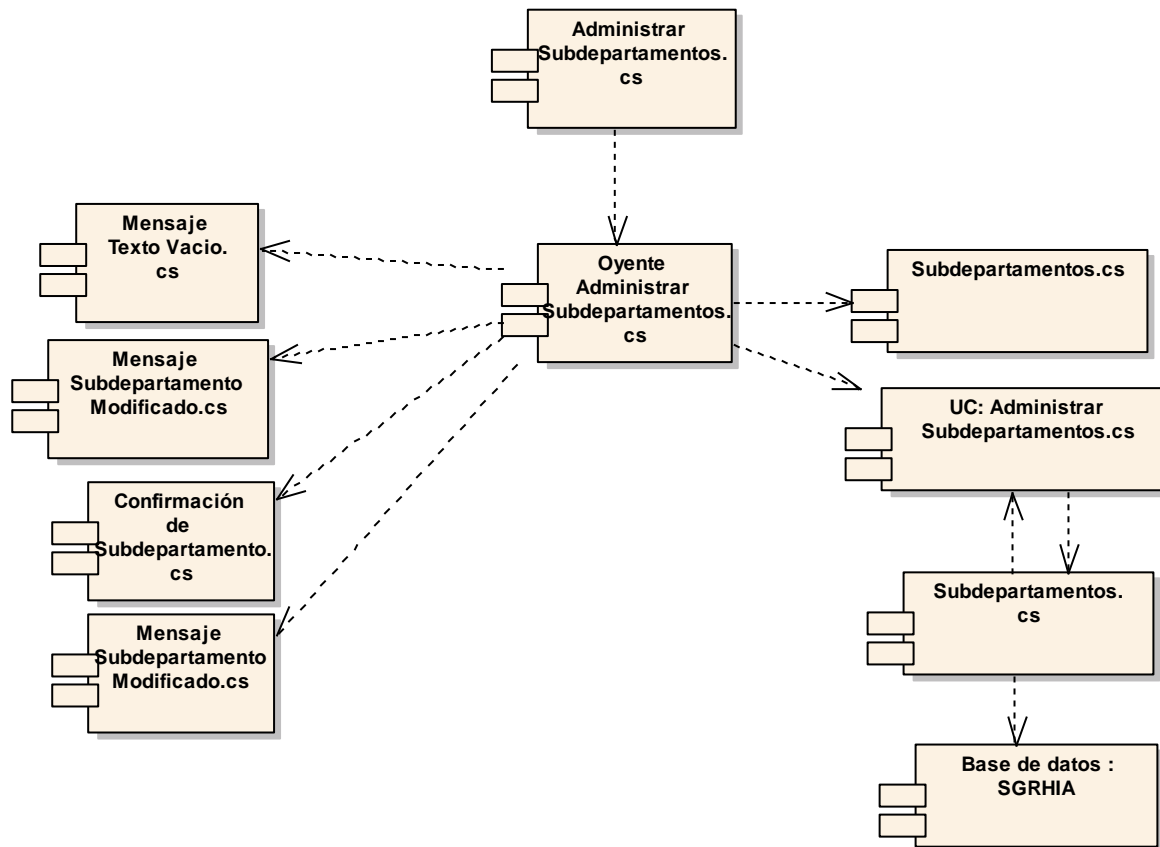 Administrar
Subdepartamentos.
cs
Mensaje
Texto Vacio.
cs
Oyente
Administrar
Subdepartamentos.
cs
Subdepartamentos.cs
Mensaje
Subdepartamento
Modificado.cs
UC: Administrar
Subdepartamentos.cs
Confirmación
de
Subdepartamento.
cs
Subdepartamentos.
cs
Mensaje
Subdepartamento
Modificado.cs
Base de datos :
SGRHIA